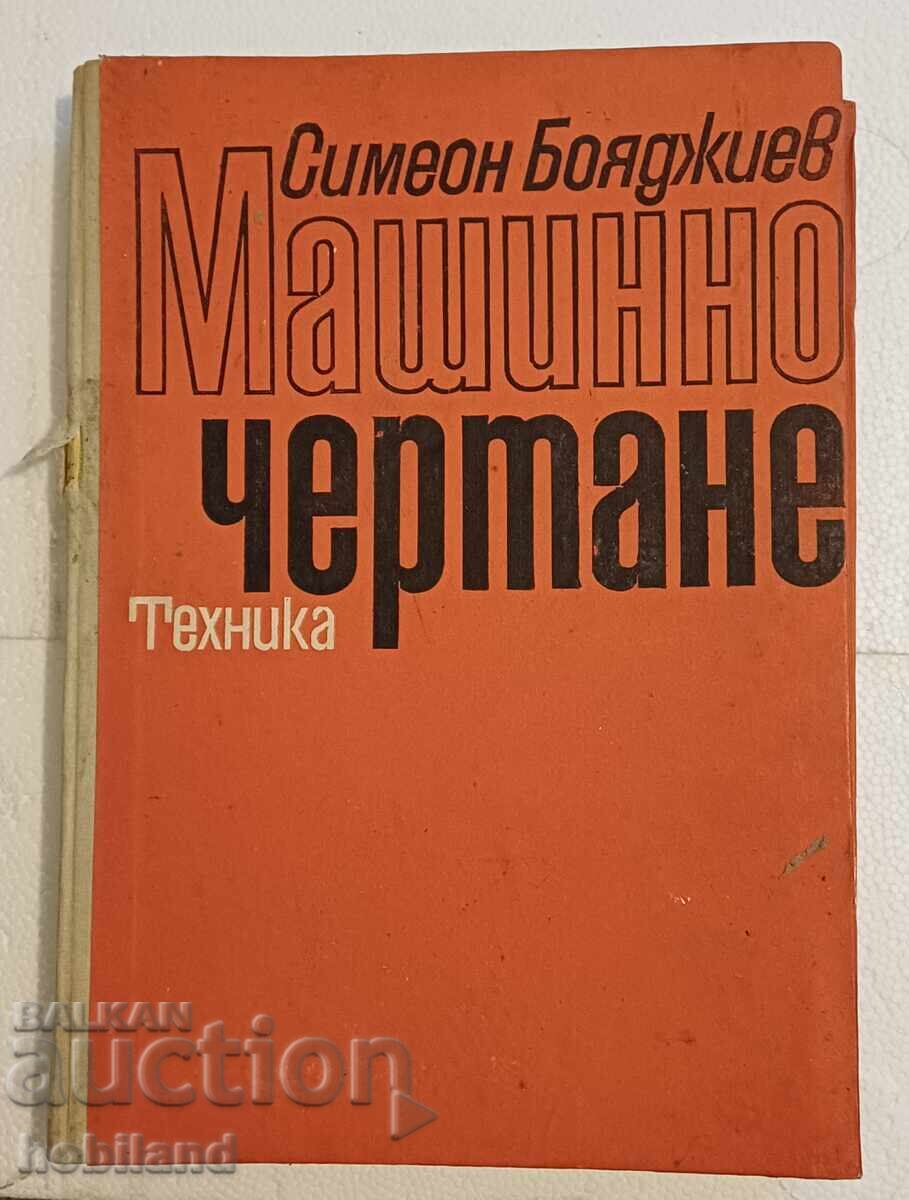 Симеон Бояджиев
Машинно
чертане
Техника
BALKAN
auction
hobiland